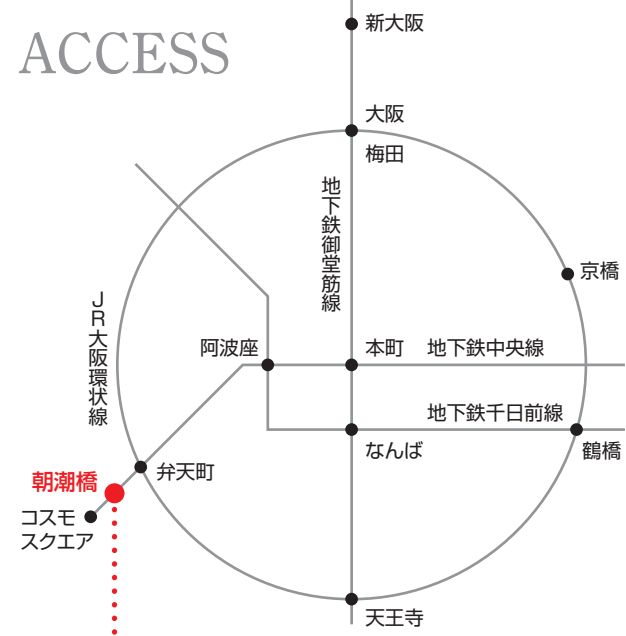 ACCESS
新大阪
大阪
梅田
地下鉄御堂筋線
京橋
JR大阪環状線
阿波座
本町
地下鉄中央線
地下鉄千日前線
なんば
鶴橋
弁天町
朝潮橋
コスモ
スクエア
天王寺